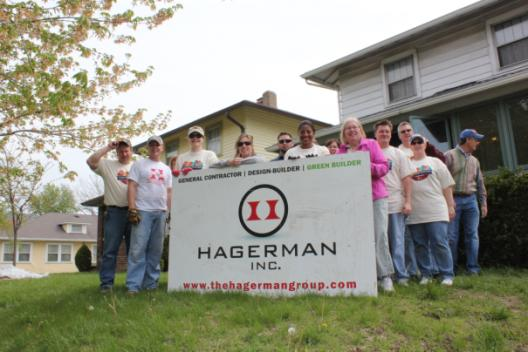 GENERAL CONTRACTOR | DESIGN-BUILDER | GREEN BUILDER
HAGERMAN
INC.
www.thehagermangroup.com